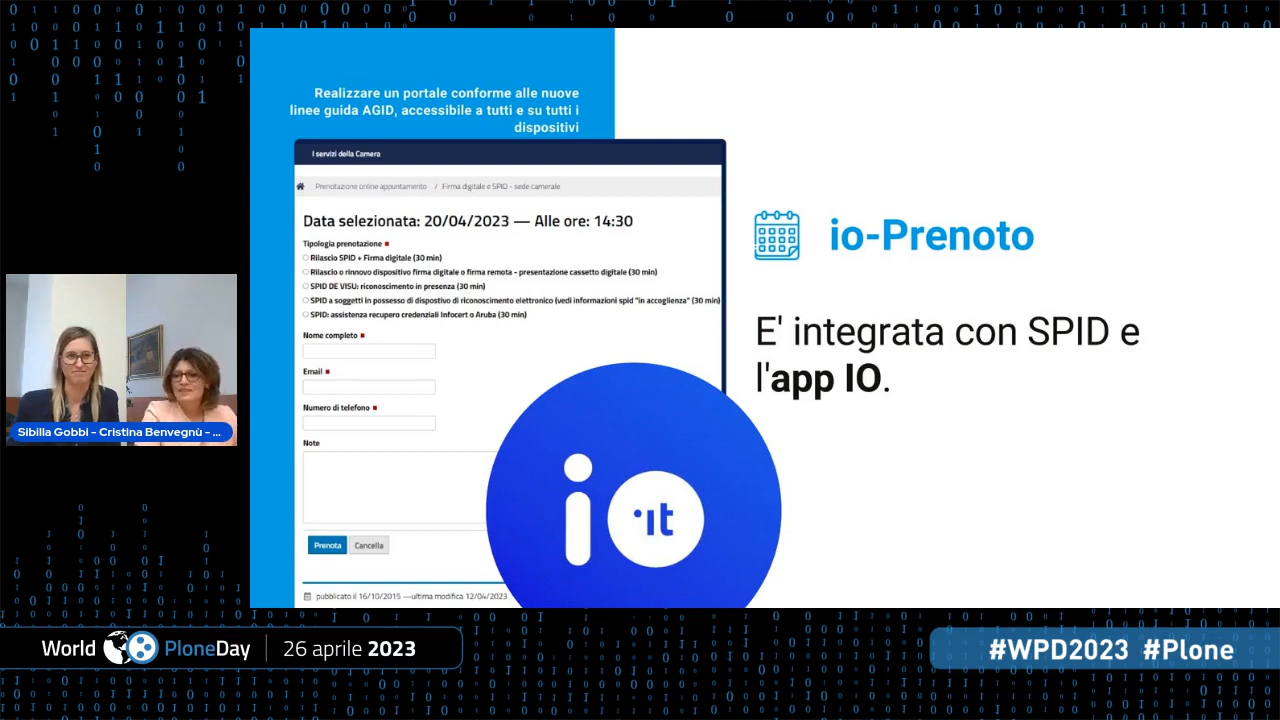 Realizzare un portale conforme alle nuove
linee guida AGID, accessibile a tutti e su tutti i
dispositivi
I servizi della Camera
Prenotazione online appuntamento / Firma digitale e SPID - sede camerale
Data selezionata: 20/04/2023 — Alle ore: 14:30
Tipologia prenotazione
Rilascio SPID + Firma digitale (30 min)
Rilascio o rinnovo dispositivo firma digitale o firma remota - presentazione cassetto digitale (30 min)
SPID DE VISU: riconoscimento in presenza (30 min)
SPID a soggetti in possesso di dispostivo di riconoscimento elettronico (vedi informazioni spid "in accoglienza" (30 min)
SPID: assistenza recupero credenziali Infocert o Aruba (30 min)
Nome completo
Email
Numero di telefono
Note
Prenota Cancella
pubblicato il 16/10/2015 —ultima modifica 12/04/2023
io
it
io-Prenoto
E' integrata con SPID e
l'app IO.
Sibilla Gobbi - Cristina Benvegnù - ...
World PloneDay | 26 aprile 2023
#WPD2023 #Plone